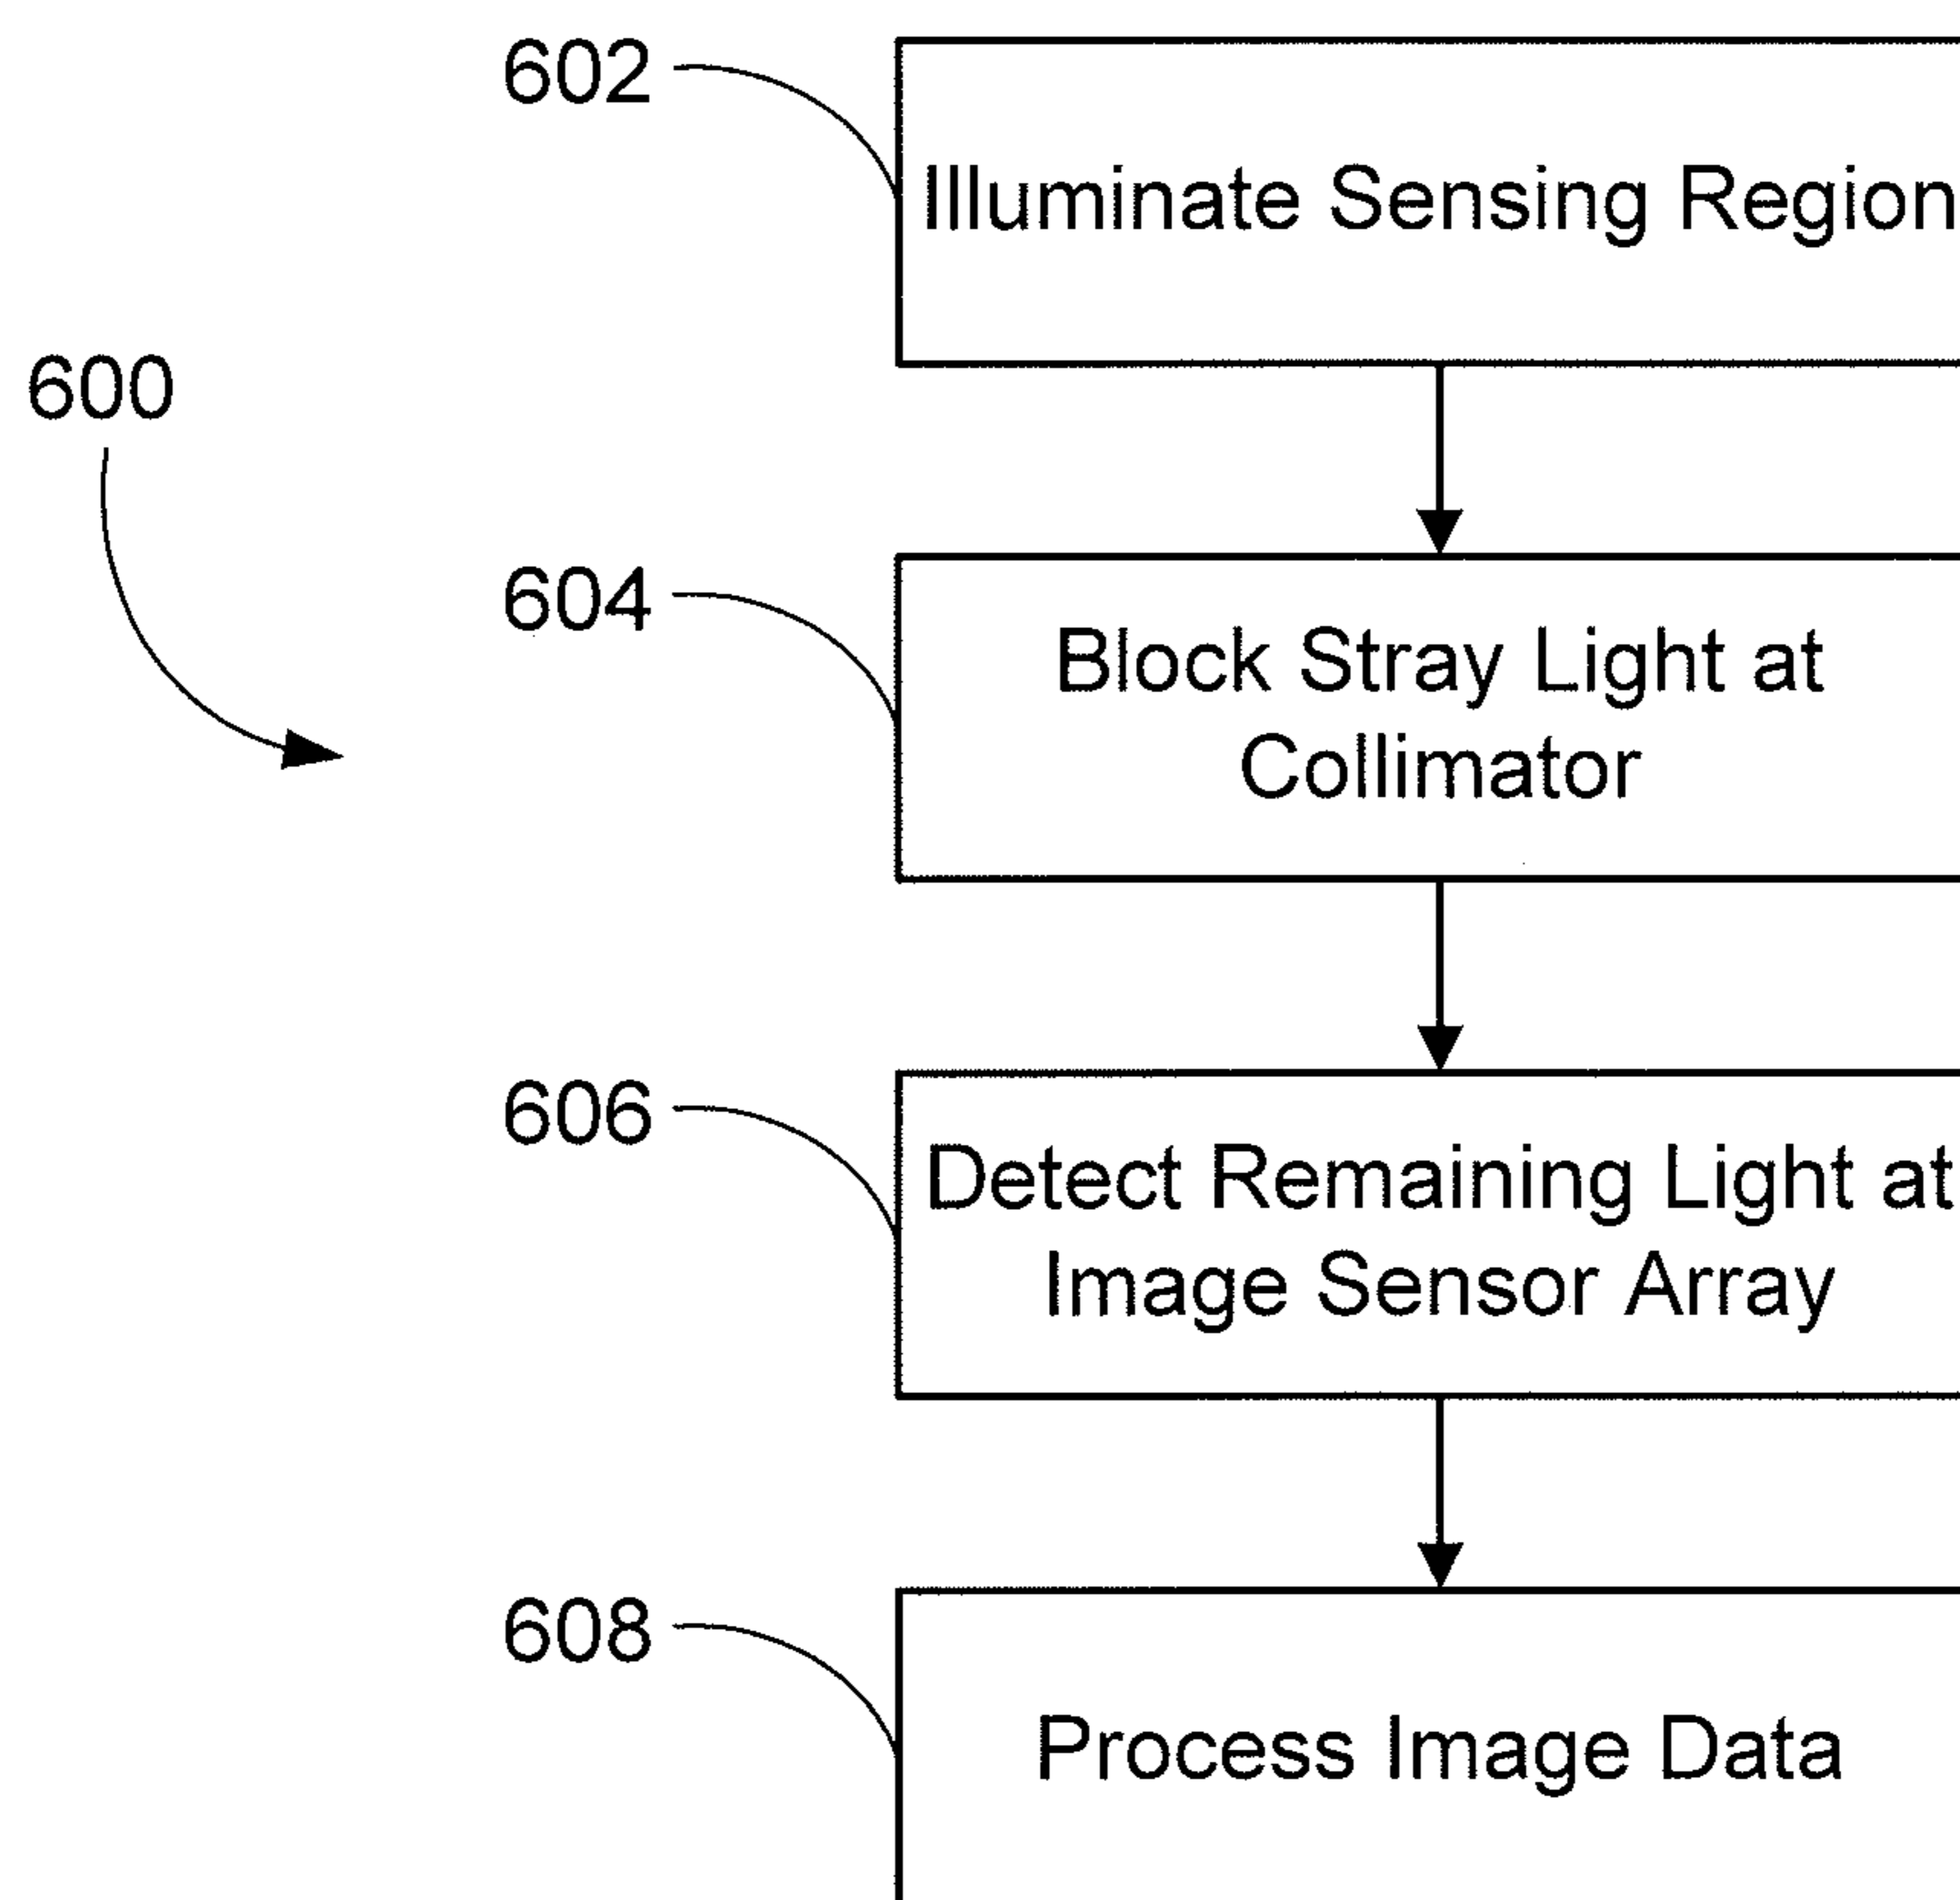 602
Illuminate Sensing Region
600
604
Block Stray Light at
Collimator
606
Detect Remaining Light at
Image Sensor Array
608
Process Image Data